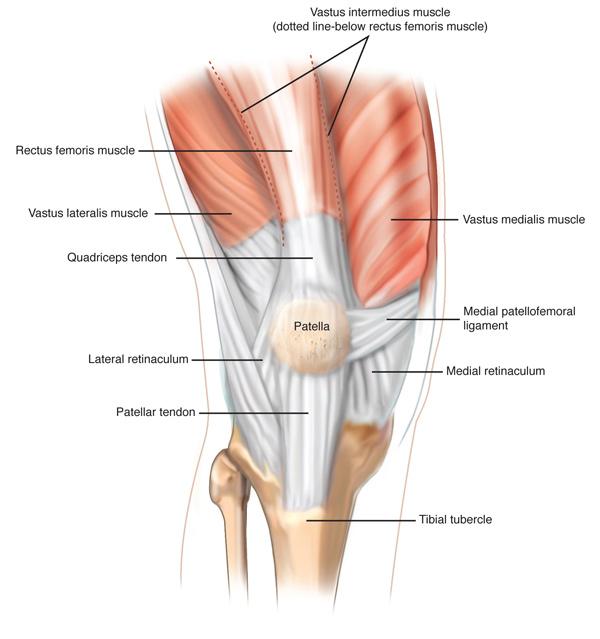 Vastus intermedius muscle
(dotted line-below rectus femoris muscle)
Rectus femoris muscle
Vastus lateralis muscle
Vastus medialis muscle
Quadriceps tendon
Medial patellofemoral
ligament
Patella
Lateral retinaculum
Medial retinaculum
Patellar tendon
Tibial tubercle